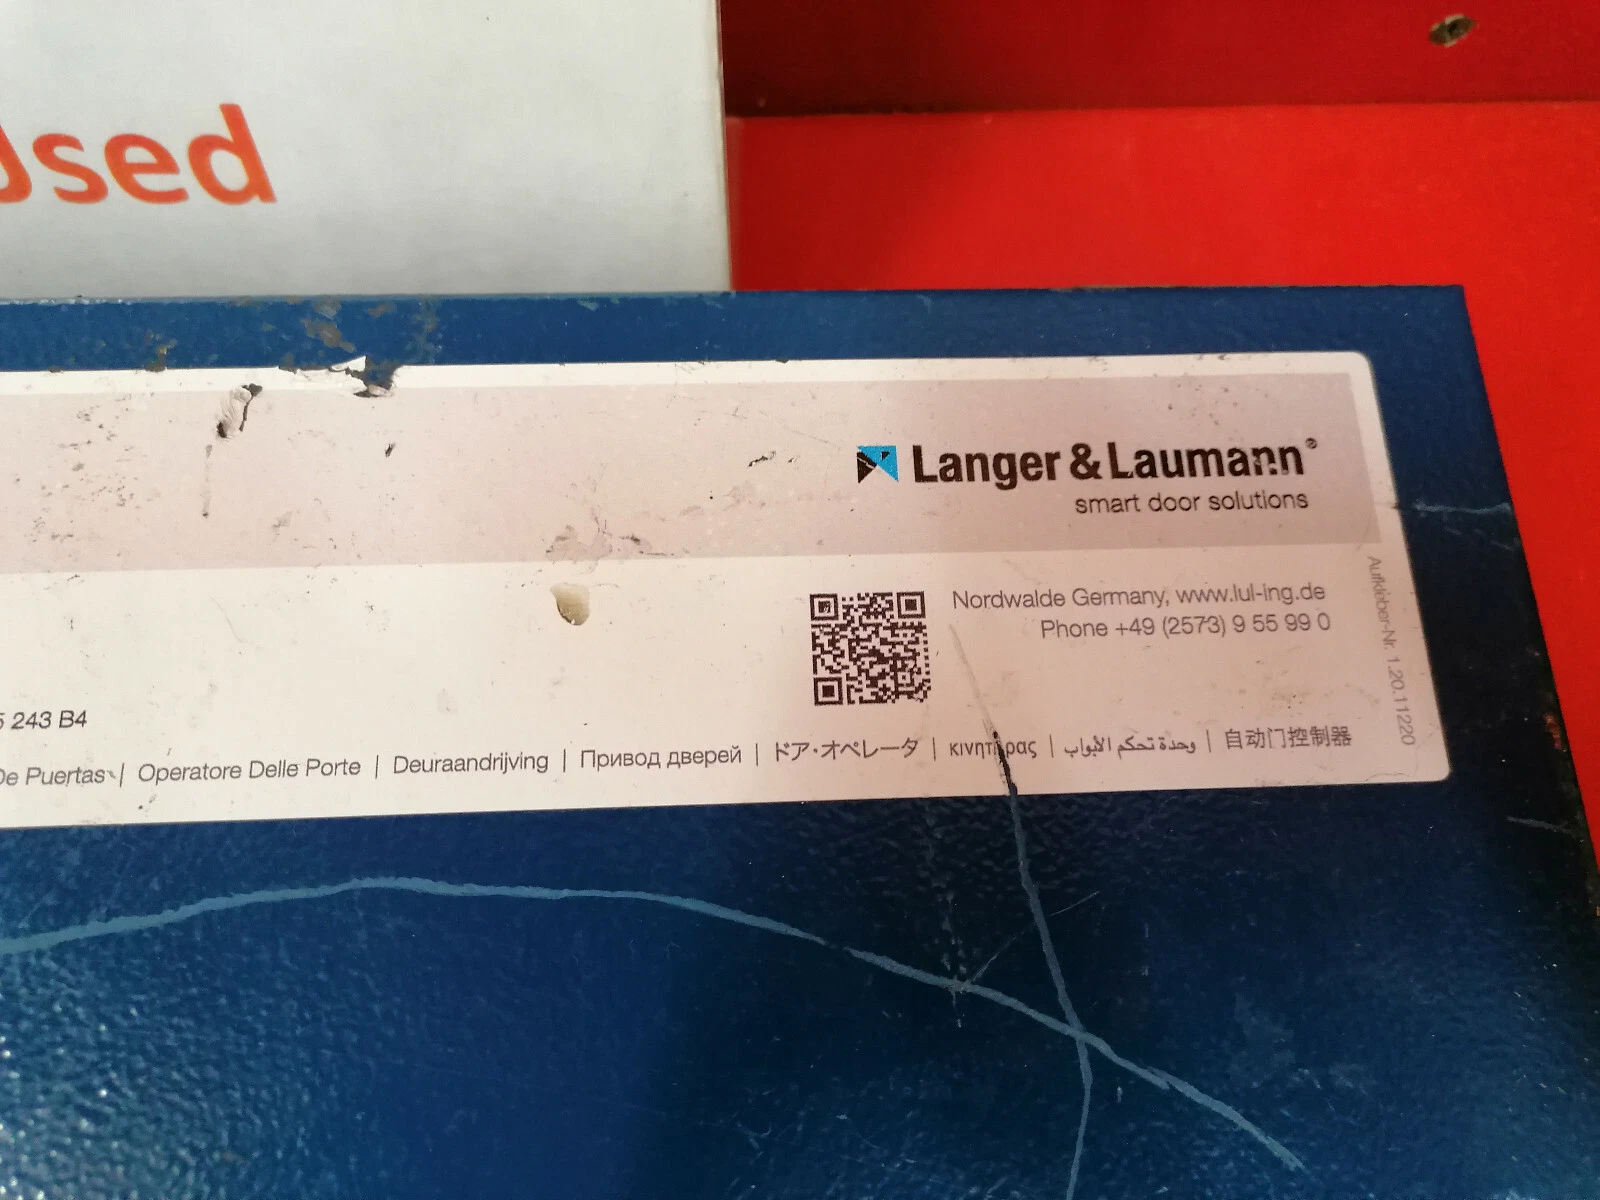 Used
Langer & Laumann®
smart door solutions
Nordwalde Germany, www.lul-ing.de
Phone +49 (2573) 9 55 99 0
Aufkleber-Nr. 1.20.11220
243 B4
De Puertas | Operatore Delle Porte | Deuraandrijving | Привод дверей | ドア・オペレータ | κινητήρας | وحدة تحكم الأبواب | 自动门控制器